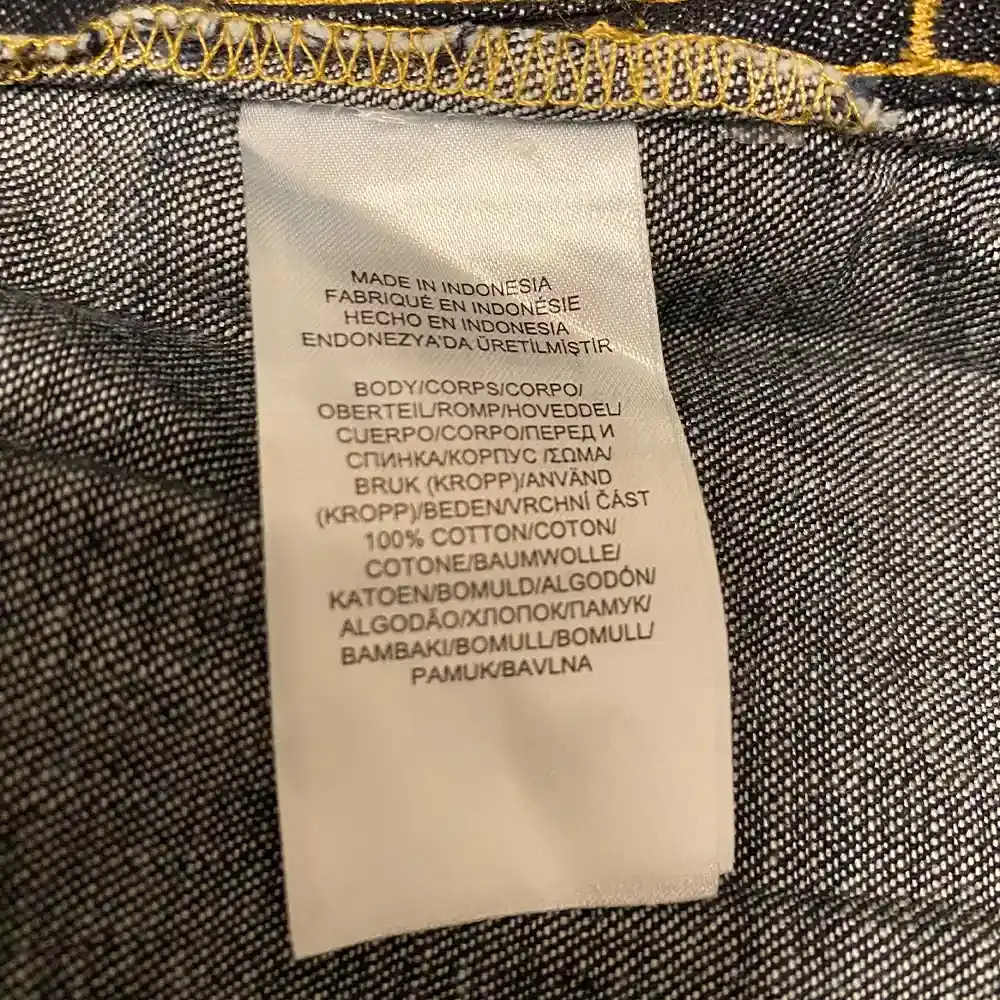 MADE IN INDONESIA
FABRIQUÉ EN INDONÉSIE
HECHO EN INDONESIA
ENDONEZYA'DA ÜRETİLMİŞTİR
BODY/CORPS/CORPO/
OBERTEIL/ROMP/HOVEDDEL/
CUERPO/CORPO/ПЕРЕД И
СПИНКА/КОРПУС /ΣΩΜΑ/
BRUK (KROPP)/ANVÄND
(KROPP)/BEDEN/VRCHNÍ ČÁST
100% COTTON/COTON/
COTONE/BAUMWOLLE/
KATOEN/BOMULD/ALGODÓN/
ALGODÃO/ХЛОПОК/ПАМУК/
BAMBAKI/BOMULL/BOMULL/
PAMUK/BAVLNA